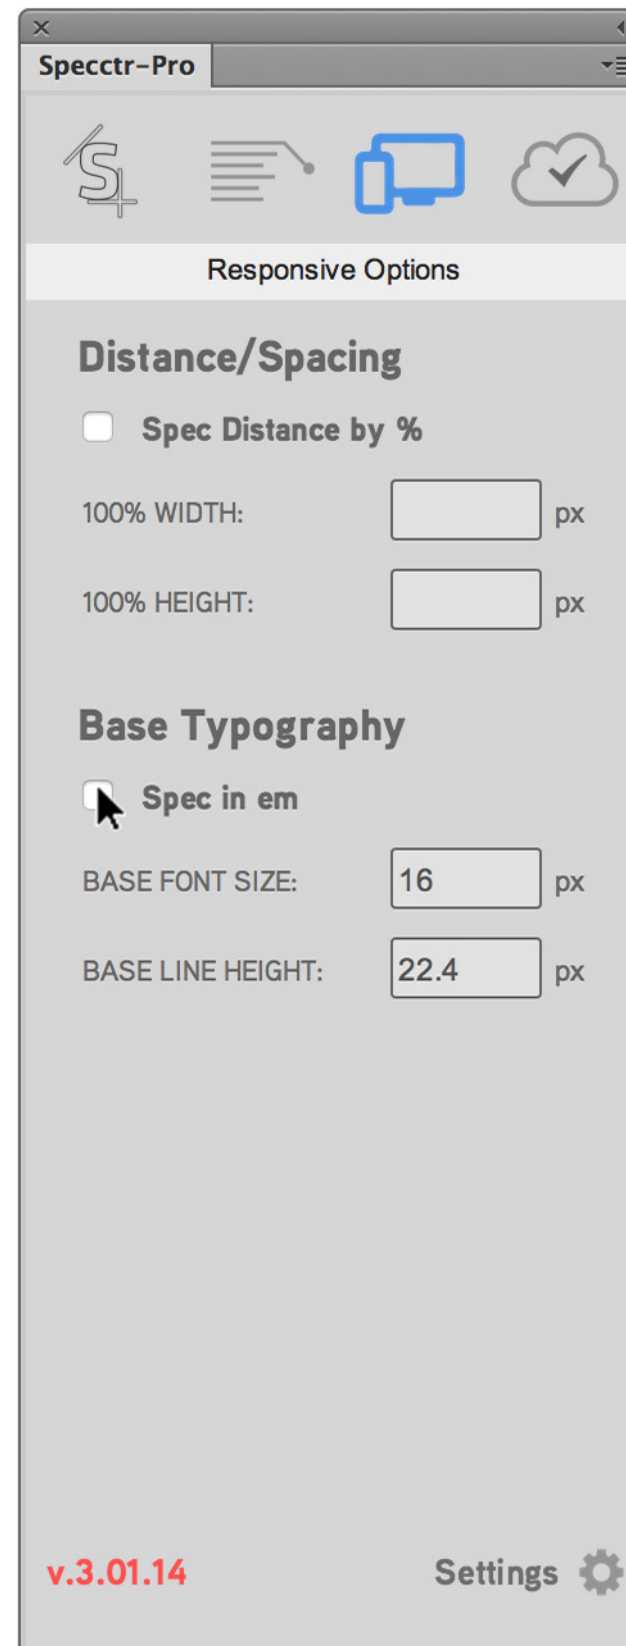 Specctr-Pro
Responsive Options
Distance/Spacing
Spec Distance by %
100% WIDTH: px
100% HEIGHT: px
Base Typography
Spec in em
BASE FONT SIZE: 16 px
BASE LINE HEIGHT: 22.4 px
v.3.01.14 Settings